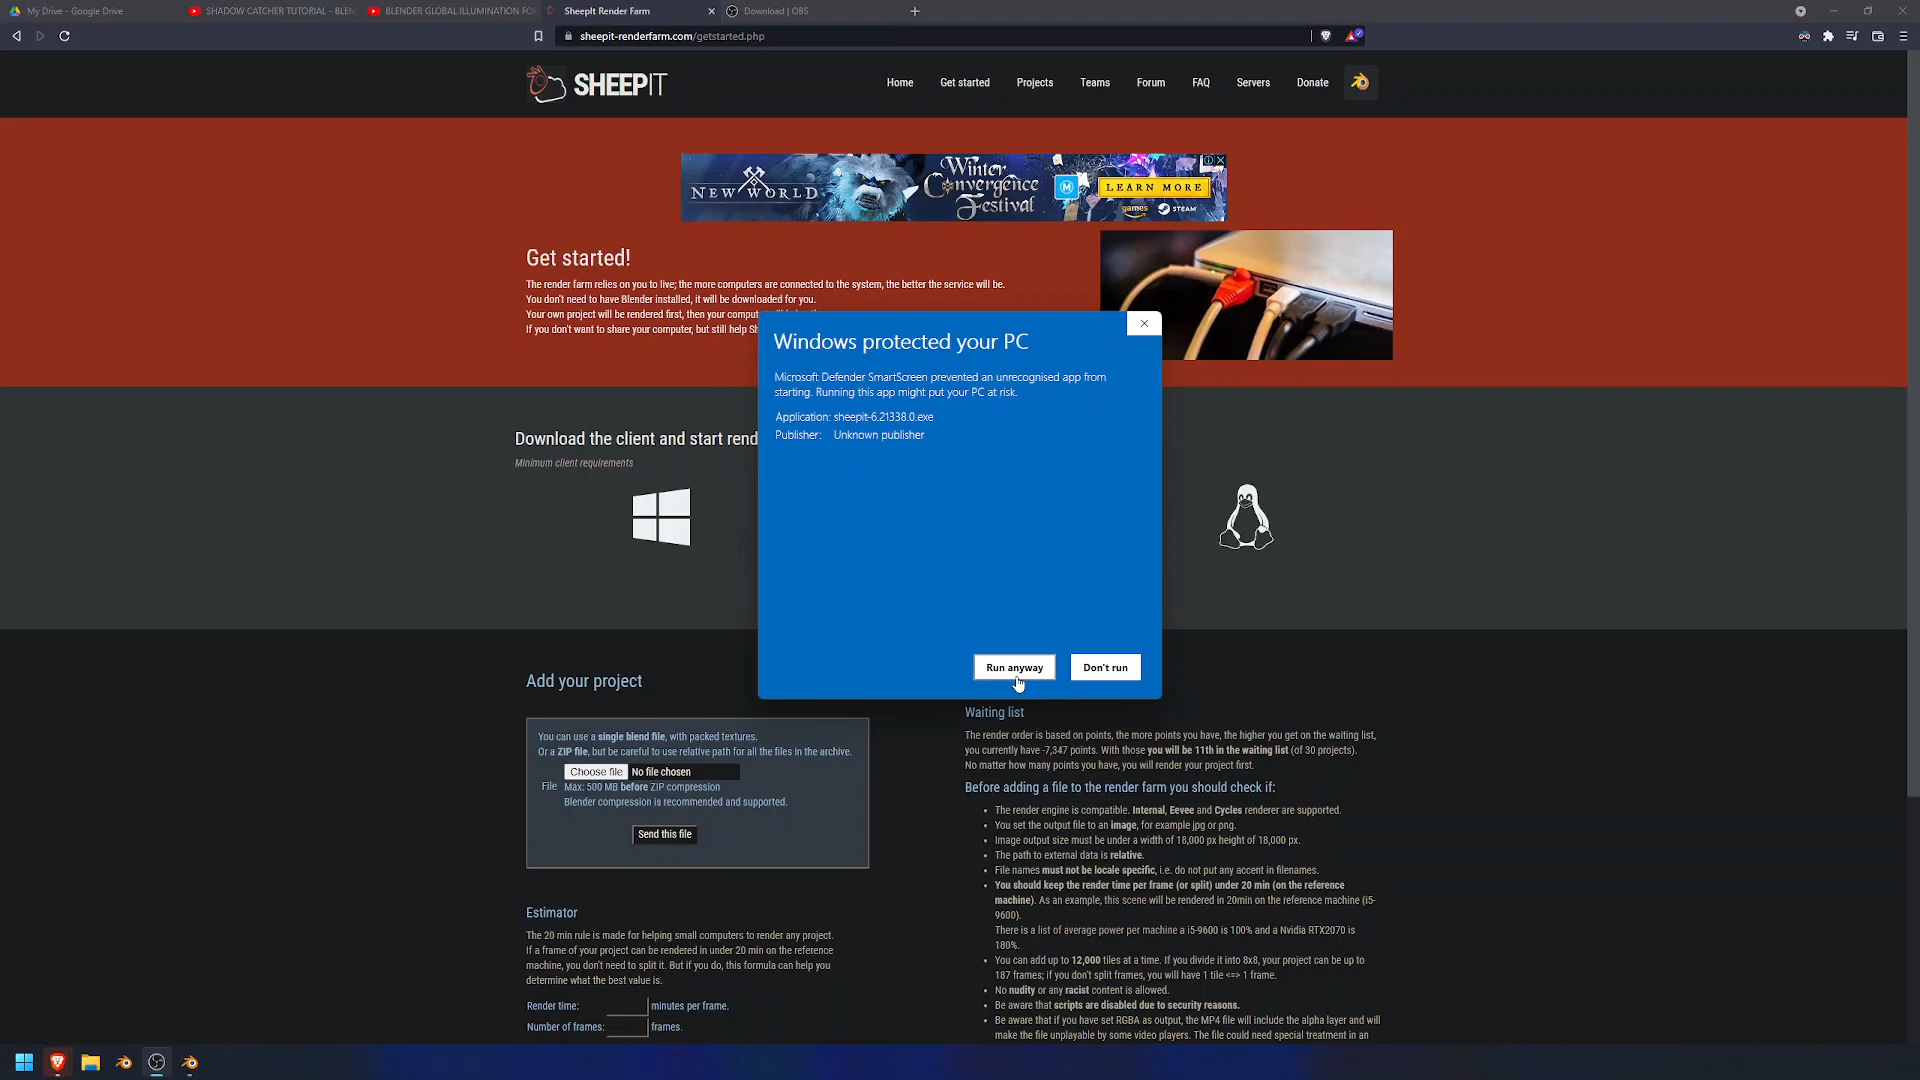 My Drive - Google Drive
SHADOW CATCHER TUTORIAL - BLEN
BLENDER GLOBAL ILLUMINATION FO
SheepIt Render Farm
Download | OBS
sheepit-renderfarm.com/getstarted.php
SHEEPIT
Home
Get started
Projects
Teams
Forum
FAQ
Servers
Donate
NEW WORLD
Winter
Convergence
Festival
LEARN MORE
games
STEAM
Get started!
The render farm relies on you to live; the more computers are connected to the system, the better the service will be.
You don't need to have Blender installed, it will be downloaded for you.
Your own project will be rendered first, then your compu
If you don't want to share your computer, but still help Sh
Windows protected your PC
Microsoft Defender SmartScreen prevented an unrecognised app from
starting. Running this app might put your PC at risk.
Application: sheepit-6.21338.0.exe
Publisher: Unknown publisher
Run anyway
Don't run
Download the client and start rend
Minimum client requirements
Add your project
You can use a single blend file, with packed textures.
Or a ZIP file, but be careful to use relative path for all the files in the archive.
File
Choose file No file chosen
Max: 500 MB before ZIP compression
Blender compression is recommended and supported.
Send this file
Estimator
The 20 min rule is made for helping small computers to render any project.
If a frame of your project can be rendered in under 20 min on the reference
machine, you don't need to split it. But if you do, this formula can help you
determine what the best value is.
Render time: minutes per frame.
Number of frames: frames.
Waiting list
The render order is based on points, the more points you have, the higher you get on the waiting list,
you currently have -7,347 points. With those you will be 11th in the waiting list (of 30 projects).
No matter how many points you have, you will render your project first.
Before adding a file to the render farm you should check if:
• The render engine is compatible. Internal, Eevee and Cycles renderer are supported.
• You set the output file to an image, for example jpg or png.
• Image output size must be under a width of 18,000 px height of 18,000 px.
• The path to external data is relative.
• File names must not be locale specific, i.e. do not put any accent in filenames.
• You should keep the render time per frame (or split) under 20 min (on the reference
machine). As an example, this scene will be rendered in 20min on the reference machine (i5-
9600).
There is a list of average power per machine a i5-9600 is 100% and a Nvidia RTX2070 is
180%.
• You can add up to 12,000 tiles at a time. If you divide it into 8x8, your project can be up to
187 frames; if you don't split frames, you will have 1 tile <=> 1 frame.
• No nudity or any racist content is allowed.
• Be aware that scripts are disabled due to security reasons.
• Be aware that if you have set RGBA as output, the MP4 file will include the alpha layer and will
make the file unplayable by some video players. The file could need special treatment in an